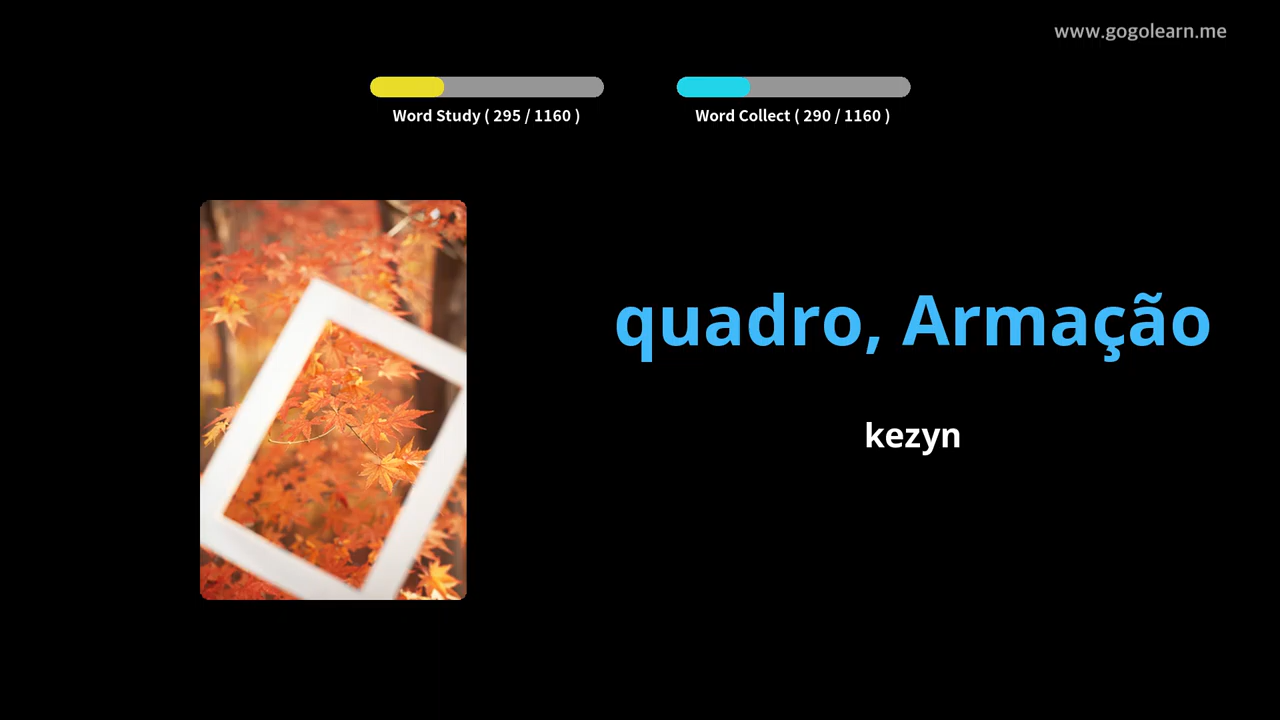 www.gogolearn.me
Word Study ( 295 / 1160 )
Word Collect ( 290 / 1160 )
quadro, Armação
kezyn